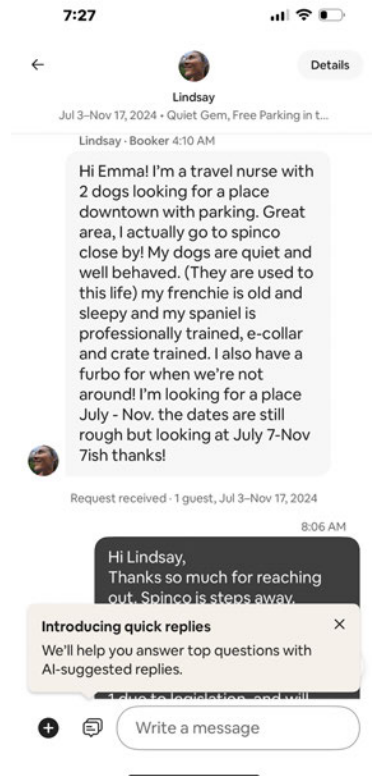 7:27
Details
Lindsay
Jul 3–Nov 17, 2024 • Quiet Gem, Free Parking in t...
Lindsay · Booker 4:10 AM
Hi Emma! I'm a travel nurse with
2 dogs looking for a place
downtown with parking. Great
area, I actually go to spinco
close by! My dogs are quiet and
well behaved. (They are used to
this life) my frenchie is old and
sleepy and my spaniel is
professionally trained, e-collar
and crate trained. I also have a
furbo for when we're not
around! I'm looking for a place
July - Nov. the dates are still
rough but looking at July 7-Nov
7ish thanks!
Request received · 1 guest, Jul 3–Nov 17, 2024
8:06 AM
Hi Lindsay,
Thanks so much for reaching
out. Spinco is steps away,
Introducing quick replies
We'll help you answer top questions with
AI-suggested replies.
1 due to legislation, and will
Write a message